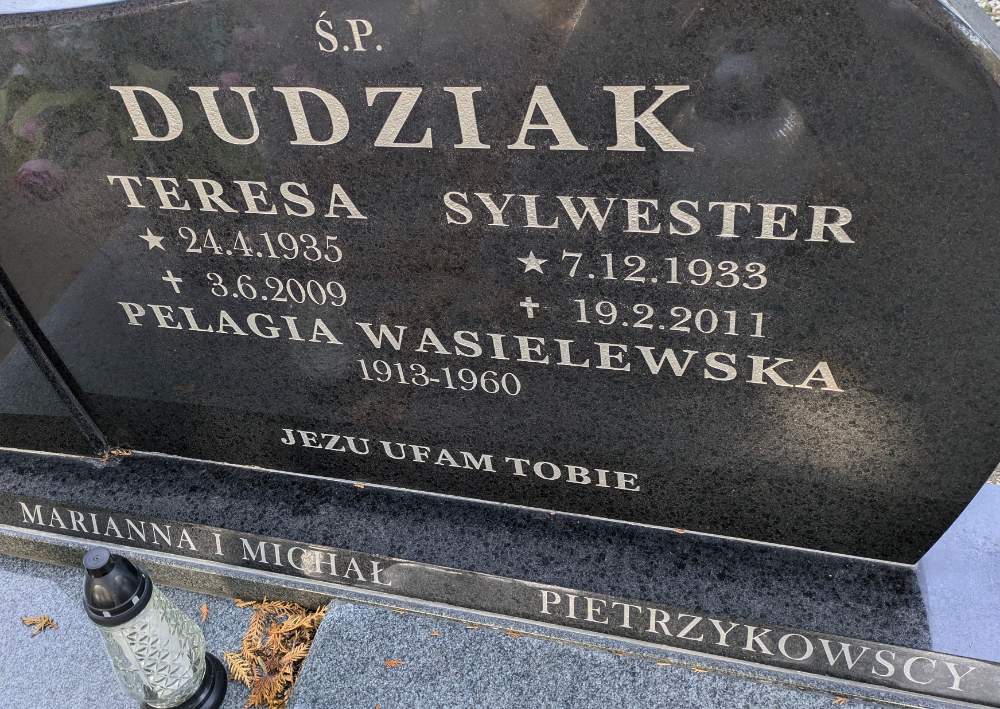 Ś.P.
DUDZIAK
TERESA SYLWESTER
★ 24.4.1935 ★ 7.12.1933
✝ 3.6.2009 ✝ 19.2.2011
PELAGIA WASIELEWSKA
1913-1960
JEZU UFAM TOBIE
MARIANNA I MICHAŁ PIETRZYKOWSCY